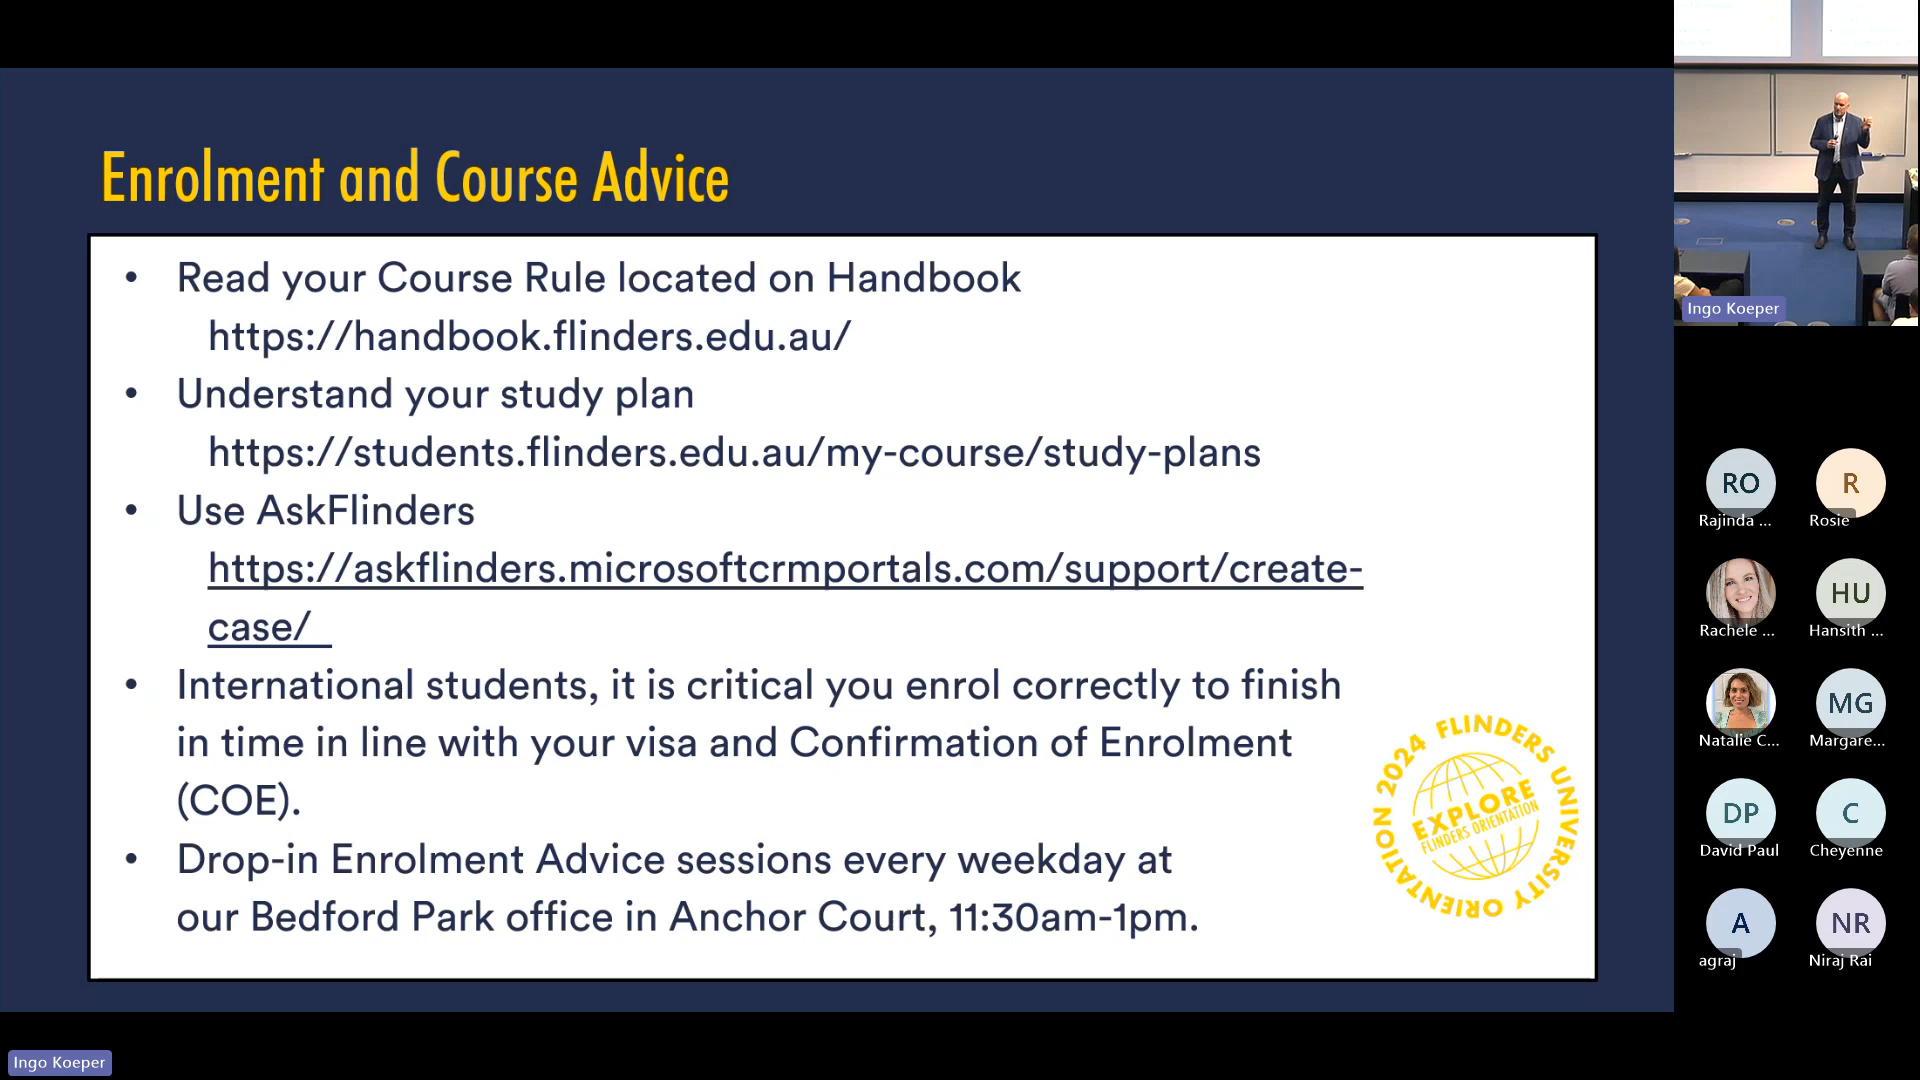 Enrolment and Course Advice
• Read your Course Rule located on Handbook
https://handbook.flinders.edu.au/
• Understand your study plan
https://students.flinders.edu.au/my-course/study-plans
• Use AskFlinders
https://askflinders.microsoftcrmportals.com/support/create-
case/
• International students, it is critical you enrol correctly to finish
in time in line with your visa and Confirmation of Enrolment
(COE).
• Drop-in Enrolment Advice sessions every weekday at
our Bedford Park office in Anchor Court, 11:30am-1pm.
FLINDERS UNIVERSITY ORIENTATION 2024
EXPLORE
FLINDERS ORIENTATION
Ingo Koeper
RO
R
Rajinda ...
Rosie
HU
Rachele ...
Hansith ...
MG
Natalie C...
Margare...
DP
C
David Paul
Cheyenne
A
NR
agraj
Niraj Rai
Ingo Koeper